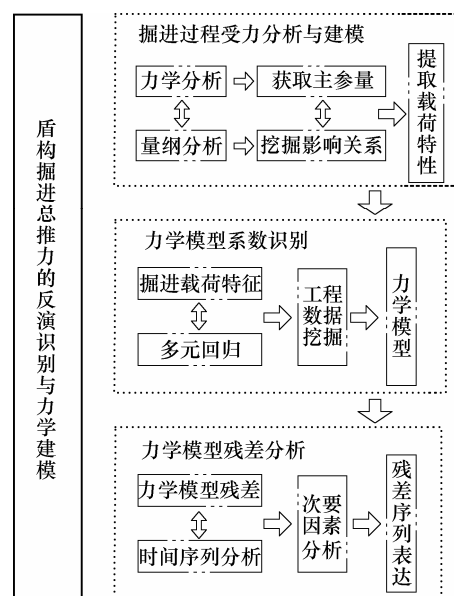 盾构掘进总推力的反演识别与力学建模
掘进过程受力分析与建模
力学分析
获取主参量
量纲分析
挖掘影响关系
提取载荷特性
力学模型系数识别
掘进载荷特征
多元回归
工程
数据
挖掘
力学模型
力学模型残差分析
力学模型残差
时间序列分析
次要
因素
分析
残差序列表达